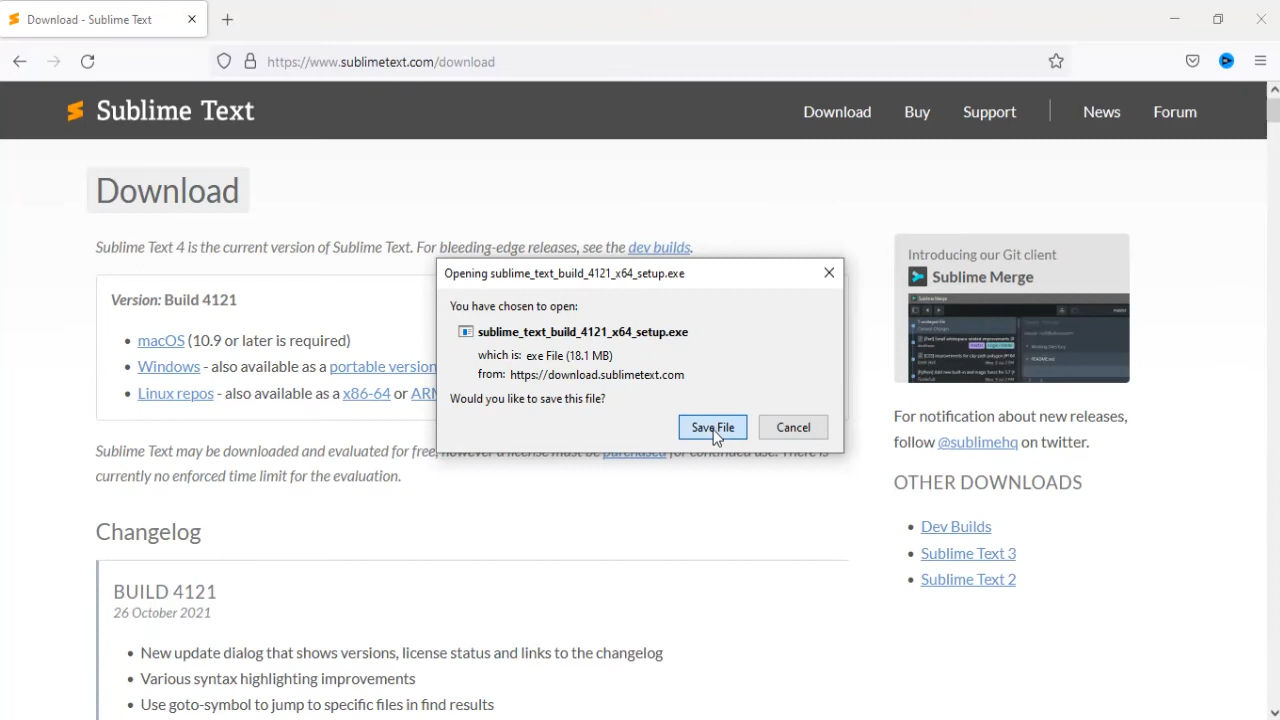 Download - Sublime Text
https://www.sublimetext.com/download
Sublime Text
Download
Buy
Support
News
Forum
Download
Sublime Text 4 is the current version of Sublime Text. For bleeding-edge releases, see the dev builds.
Version: Build 4121
macOS (10.9 or later is required)
Windows - also available portable version
Linux repos - also available as a x86-64 or ARM
Sublime Text may be downloaded and evaluated for free, however a license must be purchased for continued use. There is
currently no enforced time limit for the evaluation.
Opening sublime_text_build_4121_x64_setup.exe
You have chosen to open:
sublime_text_build_4121_x64_setup.exe
which is: exe File (18.1 MB)
from: https://download.sublimetext.com
Would you like to save this file?
Save File
Cancel
Changelog
BUILD 4121
26 October 2021
New update dialog that shows versions, license status and links to the changelog
Various syntax highlighting improvements
Use goto-symbol to jump to specific files in find results
Introducing our Git client
Sublime Merge
For notification about new releases,
follow @sublimehq on twitter.
OTHER DOWNLOADS
Dev Builds
Sublime Text 3
Sublime Text 2